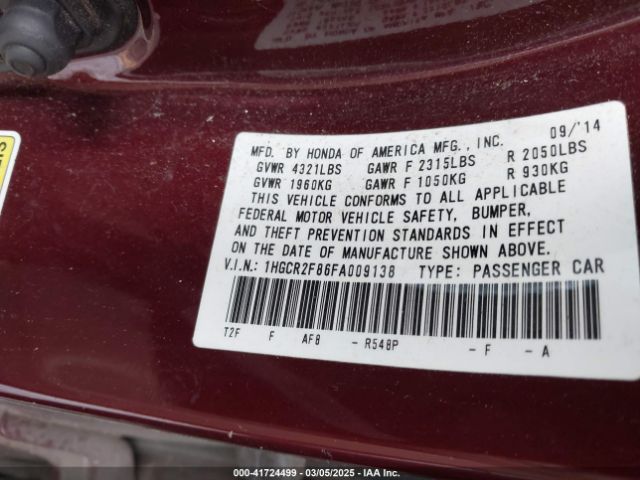 MFD. BY HONDA OF AMERICA MFG., INC. 09/'14
GVWR 4321LBS GAWR F 2315LBS R 2050LBS
GVWR 1960KG GAWR F 1050KG R 930KG
THIS VEHICLE CONFORMS TO ALL APPLICABLE
FEDERAL MOTOR VEHICLE SAFETY, BUMPER,
AND THEFT PREVENTION STANDARDS IN EFFECT
ON THE DATE OF MANUFACTURE SHOWN ABOVE.
V.I.N.: 1HGCR2F86FA009138 TYPE: PASSENGER CAR
T2F F AF8 - R548P - F - A
000-41724499 - 03/05/2025 - IAA Inc.